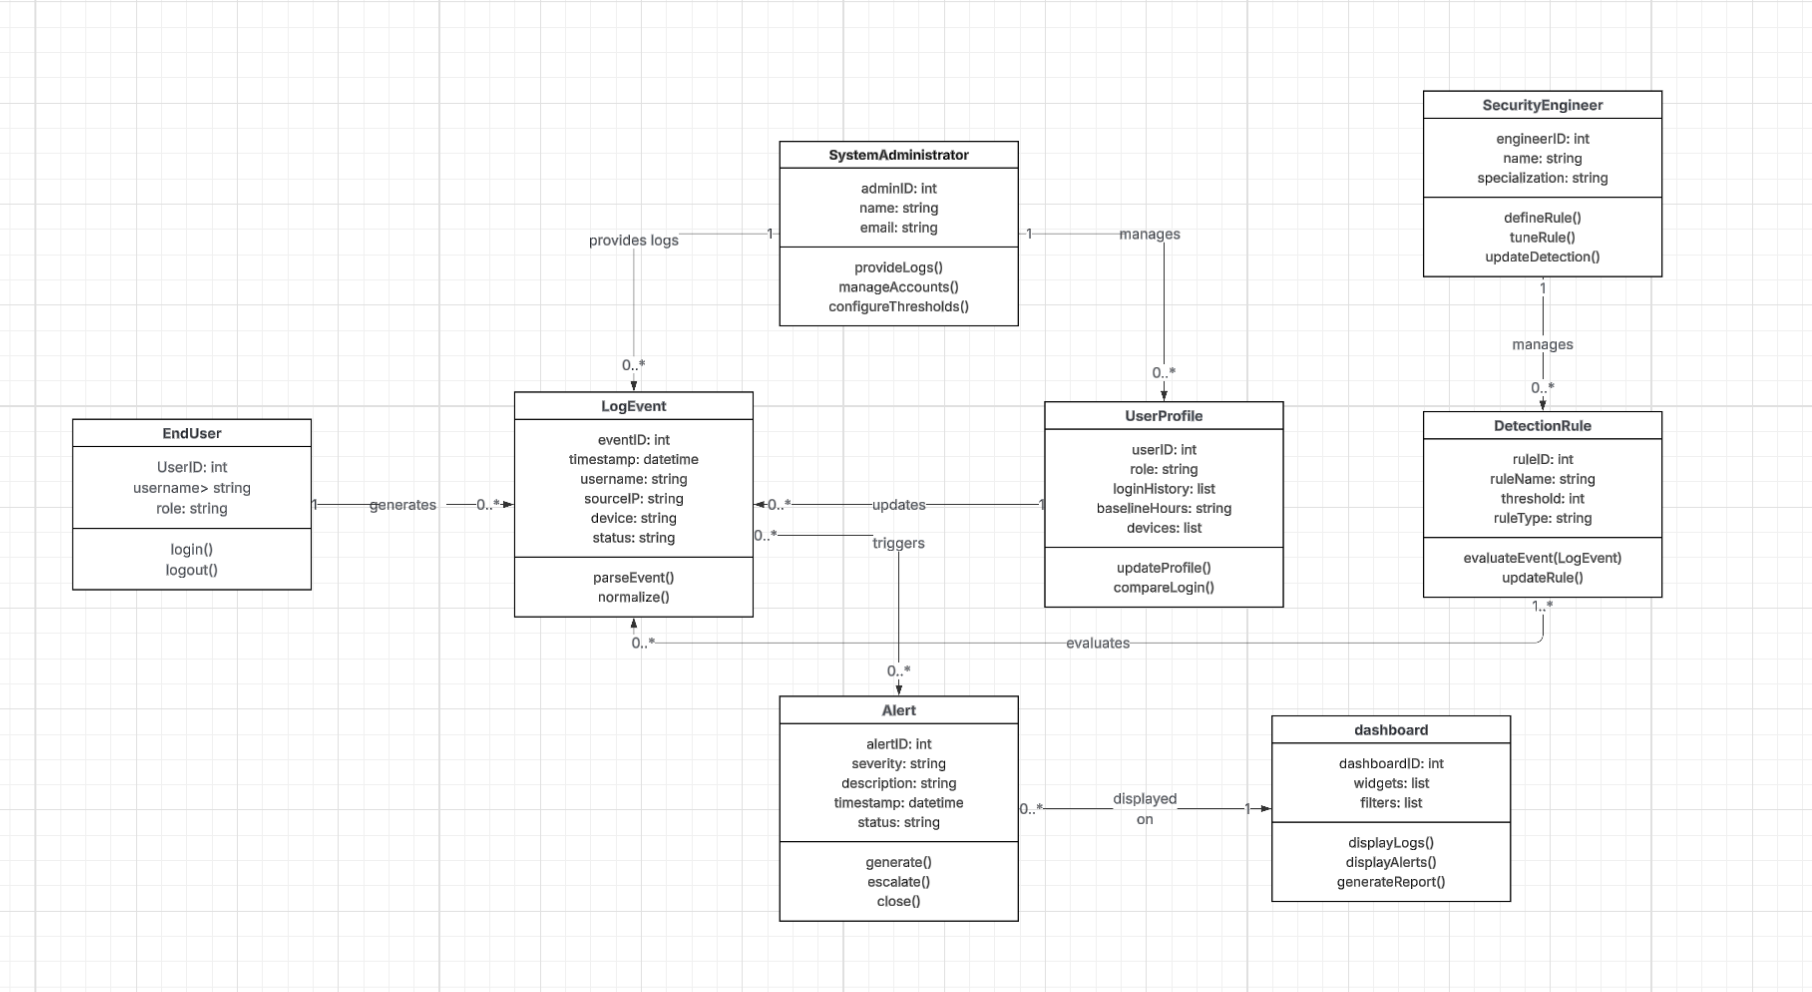 SecurityEngineer
engineerID: int
name: string
specialization: string
defineRule()
tuneRule()
updateDetection()
SystemAdministrator
adminID: int
name: string
email: string
provideLogs()
manageAccounts()
configureThresholds()
provides logs
1
1
manages
0..*
0..*
1
manages
0..*
EndUser
UserID: int
username> string
role: string
login()
logout()
1
generates
0..*
LogEvent
eventID: int
timestamp: datetime
username: string
sourceIP: string
device: string
status: string
parseEvent()
normalize()
0..*
updates
1
0..*
triggers
UserProfile
userID: int
role: string
loginHistory: list
baselineHours: string
devices: list
updateProfile()
compareLogin()
DetectionRule
ruleID: int
ruleName: string
threshold: int
ruleType: string
evaluateEvent(LogEvent)
updateRule()
1..*
0..*
evaluates
0..*
Alert
alertID: int
severity: string
description: string
timestamp: datetime
status: string
generate()
escalate()
close()
0..*
displayed
on
1
dashboard
dashboardID: int
widgets: list
filters: list
displayLogs()
displayAlerts()
generateReport()